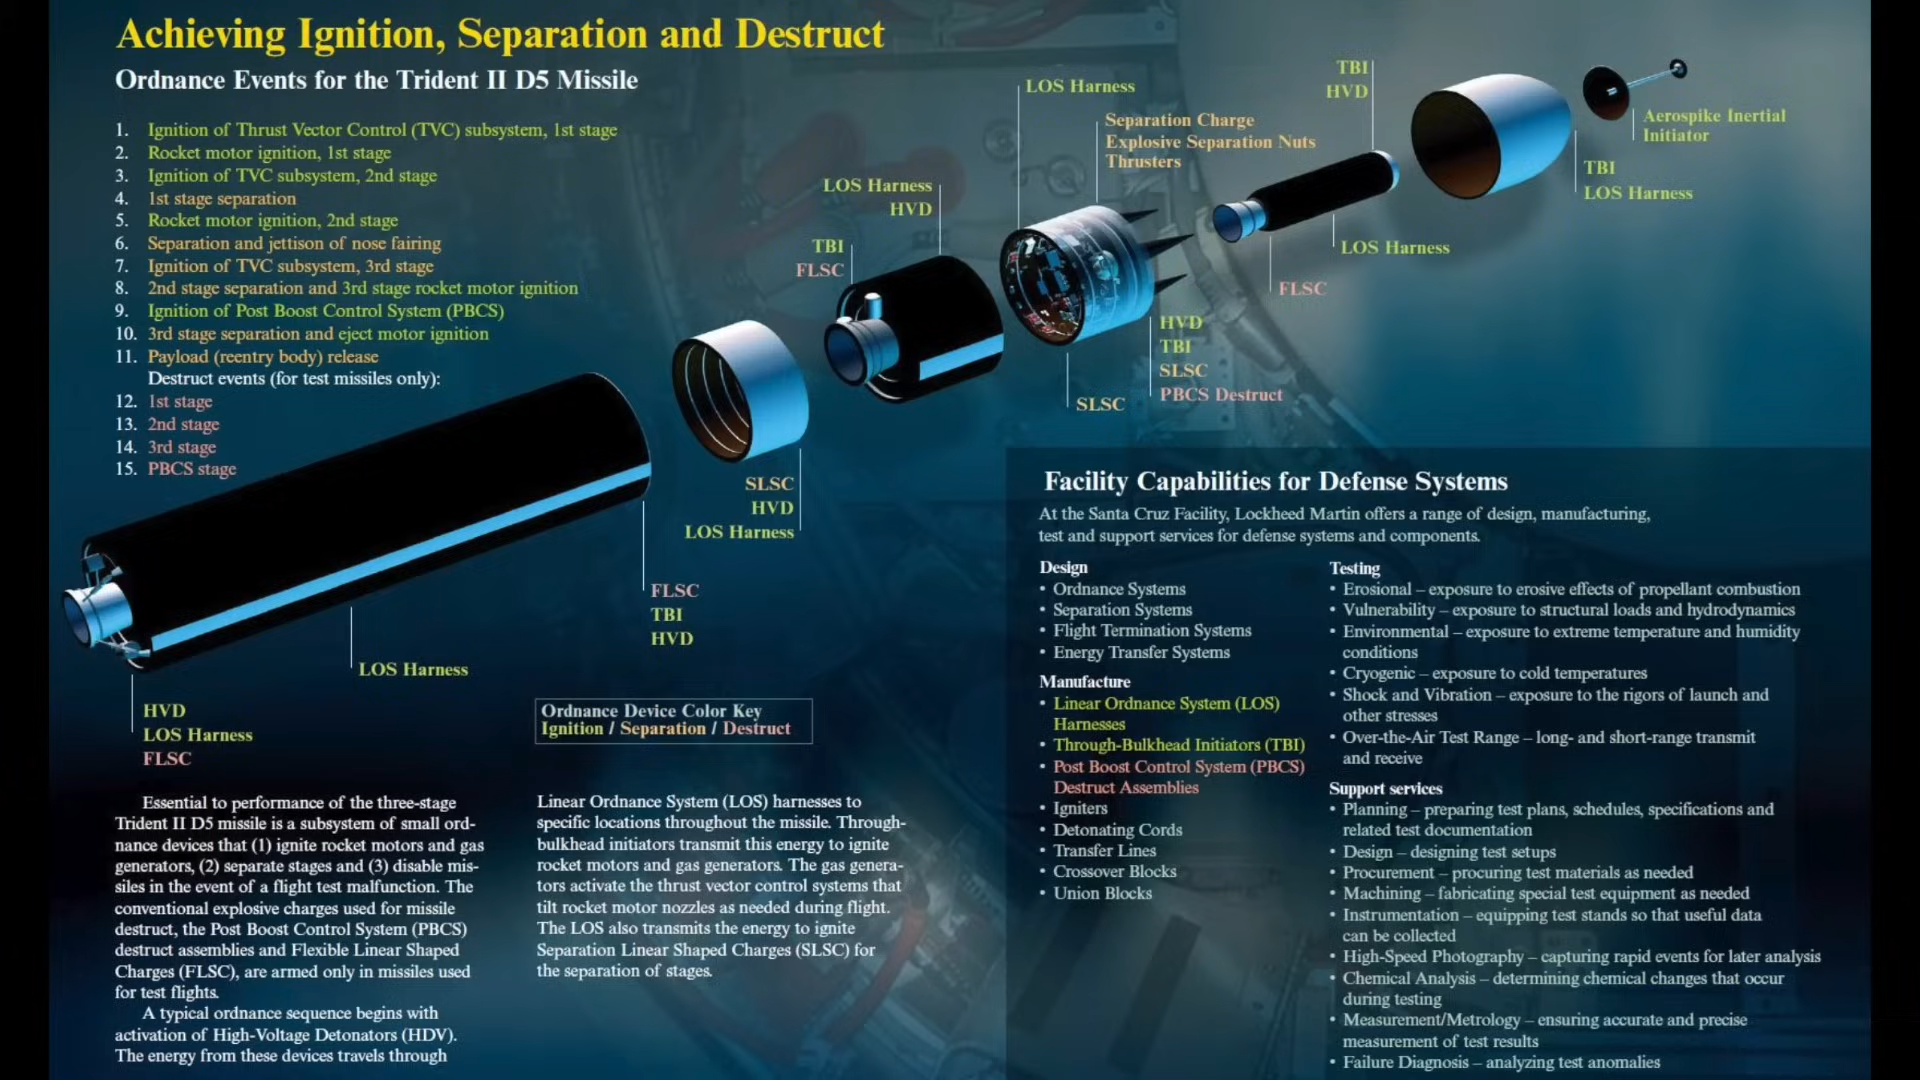 Achieving Ignition, Separation and Destruct
Ordnance Events for the Trident II D5 Missile
1. Ignition of Thrust Vector Control (TVC) subsystem, 1st stage
2. Rocket motor ignition, 1st stage
3. Ignition of TVC subsystem, 2nd stage
4. 1st stage separation
5. Rocket motor ignition, 2nd stage
6. Separation and jettison of nose fairing
7. Ignition of TVC subsystem, 3rd stage
8. 2nd stage separation and 3rd stage rocket motor ignition
9. Ignition of Post Boost Control System (PBCS)
10. 3rd stage separation and eject motor ignition
11. Payload (reentry body) release
Destruct events (for test missiles only):
12. 1st stage
13. 2nd stage
14. 3rd stage
15. PBCS stage
HVD
LOS Harness
FLSC
LOS Harness
FLSC
TBI
HVD
SLSC
HVD
LOS Harness
TBI
FLSC
LOS Harness
HVD
LOS Harness
Separation Charge
Explosive Separation Nuts
Thrusters
SLSC
HVD
TBI
SLSC
PBCS Destruct
TBI
HVD
FLSC
LOS Harness
TBI
LOS Harness
Aerospike Inertial
Initiator
Ordnance Device Color Key
Ignition / Separation / Destruct
Essential to performance of the three-stage
Trident II D5 missile is a subsystem of small ord-
nance devices that (1) ignite rocket motors and gas
generators, (2) separate stages and (3) disable mis-
siles in the event of a flight test malfunction. The
conventional explosive charges used for missile
destruct, the Post Boost Control System (PBCS)
destruct assemblies and Flexible Linear Shaped
Charges (FLSC), are armed only in missiles used
for test flights.
A typical ordnance sequence begins with
activation of High-Voltage Detonators (HDV).
The energy from these devices travels through
Linear Ordnance System (LOS) harnesses to
specific locations throughout the missile. Through-
bulkhead initiators transmit this energy to ignite
rocket motors and gas generators. The gas genera-
tors activate the thrust vector control systems that
tilt rocket motor nozzles as needed during flight.
The LOS also transmits the energy to ignite
Separation Linear Shaped Charges (SLSC) for
the separation of stages.
Facility Capabilities for Defense Systems
At the Santa Cruz Facility, Lockheed Martin offers a range of design, manufacturing,
test and support services for defense systems and components.
Design
• Ordnance Systems
• Separation Systems
• Flight Termination Systems
• Energy Transfer Systems
Manufacture
• Linear Ordnance System (LOS)
Harnesses
• Through-Bulkhead Initiators (TBI)
• Post Boost Control System (PBCS)
Destruct Assemblies
• Igniters
• Detonating Cords
• Transfer Lines
• Crossover Blocks
• Union Blocks
Testing
• Erosional – exposure to erosive effects of propellant combustion
• Vulnerability – exposure to structural loads and hydrodynamics
• Environmental – exposure to extreme temperature and humidity
conditions
• Cryogenic – exposure to cold temperatures
• Shock and Vibration – exposure to the rigors of launch and
other stresses
• Over-the-Air Test Range – long- and short-range transmit
and receive
Support services
• Planning – preparing test plans, schedules, specifications and
related test documentation
• Design – designing test setups
• Procurement – procuring test materials as needed
• Machining – fabricating special test equipment as needed
• Instrumentation – equipping test stands so that useful data
can be collected
• High-Speed Photography – capturing rapid events for later analysis
• Chemical Analysis – determining chemical changes that occur
during testing
• Measurement/Metrology – ensuring accurate and precise
measurement of test results
• Failure Diagnosis – analyzing test anomalies